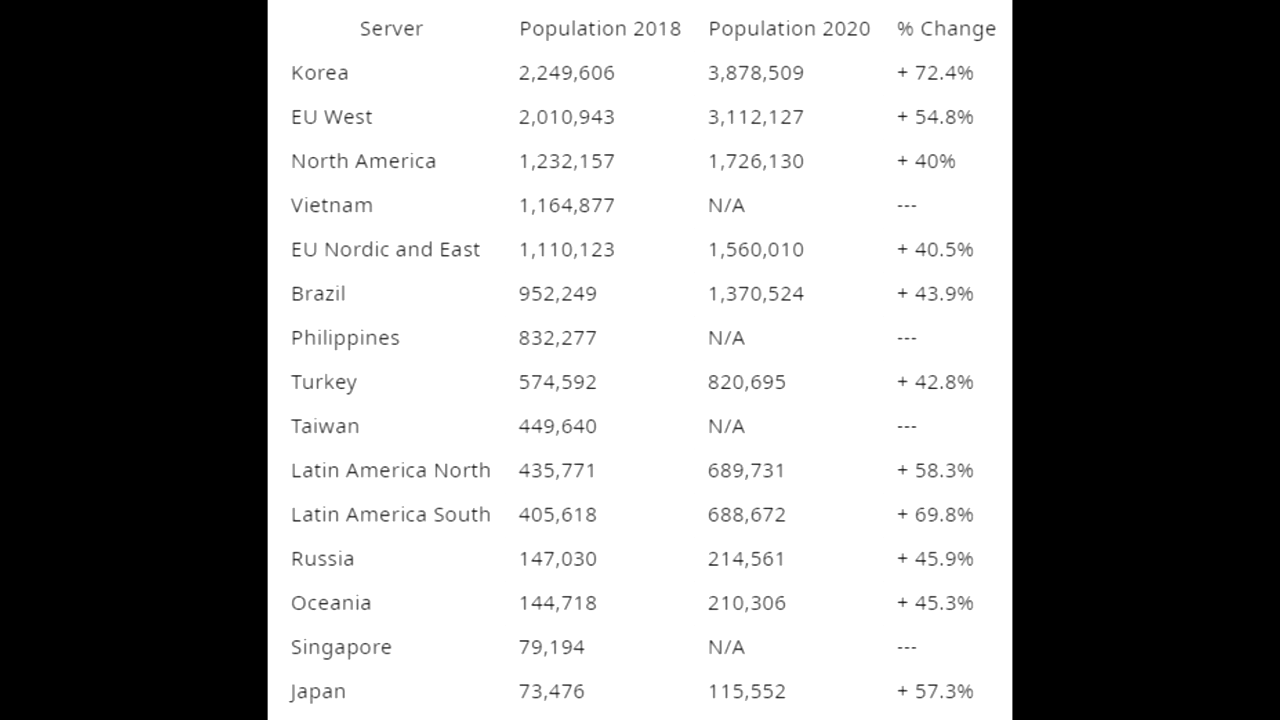 Server Population 2018 Population 2020 % Change
Korea 2,249,606 3,878,509 + 72.4%
EU West 2,010,943 3,112,127 + 54.8%
North America 1,232,157 1,726,130 + 40%
Vietnam 1,164,877 N/A ---
EU Nordic and East 1,110,123 1,560,010 + 40.5%
Brazil 952,249 1,370,524 + 43.9%
Philippines 832,277 N/A ---
Turkey 574,592 820,695 + 42.8%
Taiwan 449,640 N/A ---
Latin America North 435,771 689,731 + 58.3%
Latin America South 405,618 688,672 + 69.8%
Russia 147,030 214,561 + 45.9%
Oceania 144,718 210,306 + 45.3%
Singapore 79,194 N/A ---
Japan 73,476 115,552 + 57.3%